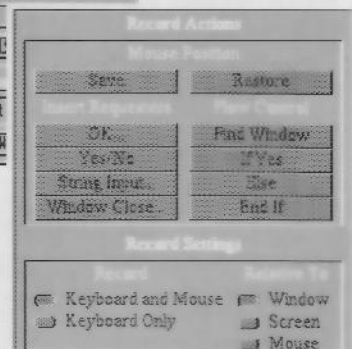 Record Actions
Mouse Position
Save Restore
Insert Requesters Flow Control
OK... Find Window
Yes/No If Yes
String Input... Else
Window Close... End If
Record Settings
Record Relative To
Keyboard and Mouse Window
Keyboard Only Screen
Mouse